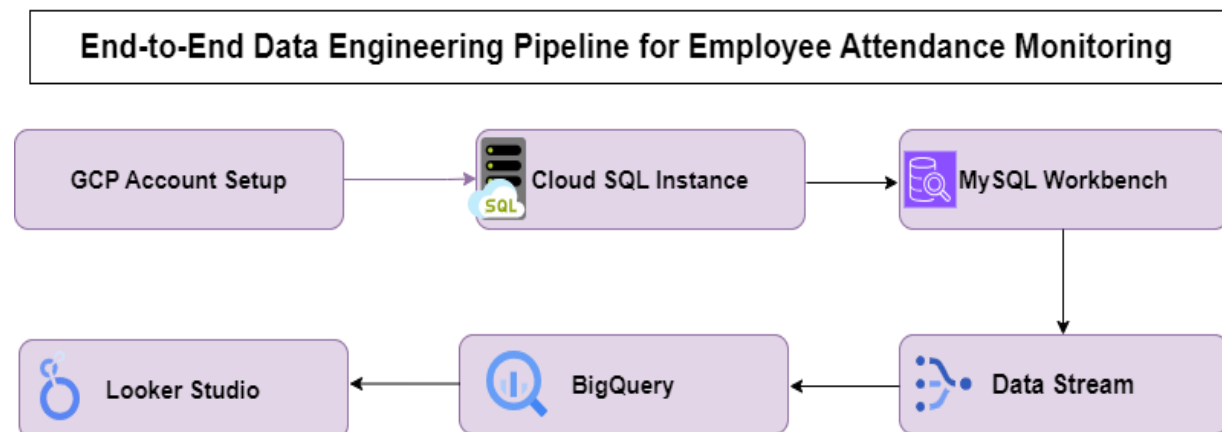 End-to-End Data Engineering Pipeline for Employee Attendance Monitoring
GCP Account Setup
SQL
Cloud SQL Instance
MySQL Workbench
Looker Studio
BigQuery
Data Stream